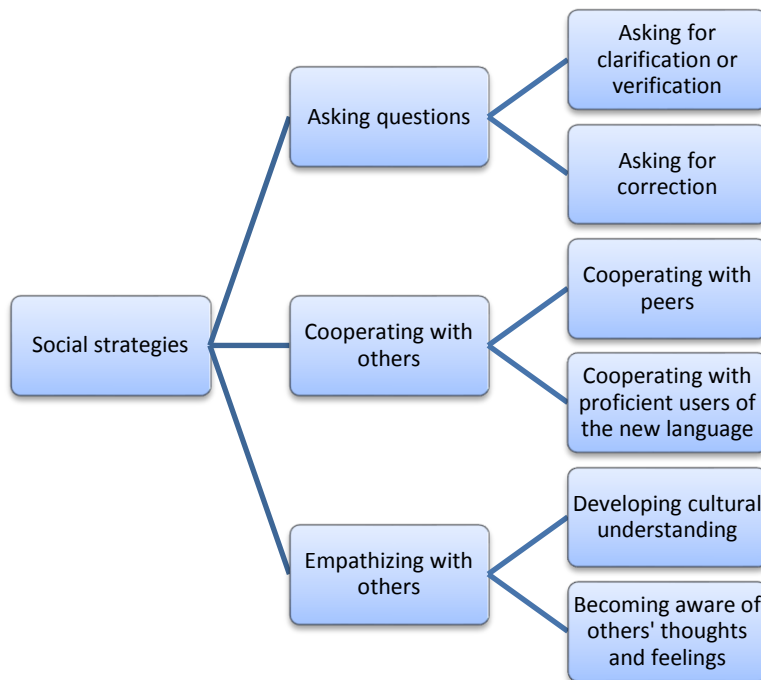 Social strategies
Asking questions
Asking for
clarification or
verification
Asking for
correction
Cooperating with
others
Cooperating with
peers
Cooperating with
proficient users of
the new language
Empathizing with
others
Developing cultural
understanding
Becoming aware of
others' thoughts
and feelings